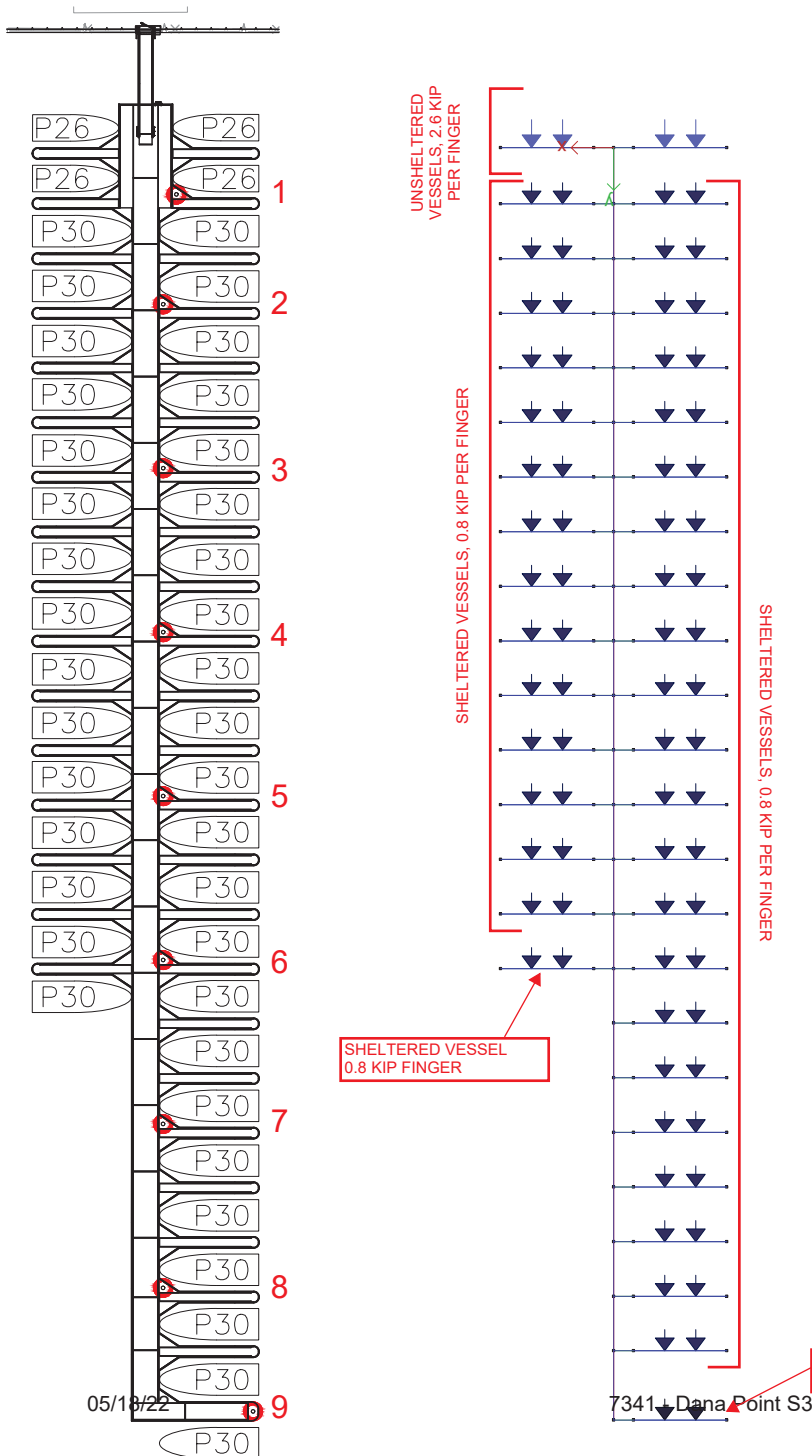 P26 P26
P26 P26
1
P30 P30
P30 P30
2
P30 P30
P30 P30
P30 P30
3
P30 P30
P30 P30
P30 P30
4
P30 P30
P30 P30
P30 P30
5
P30 P30
P30 P30
P30 P30
6
P30 P30
P30
P30
7
P30
P30
P30
8
P30
P30
9
P30
UNSHELTERED
VESSELS, 2.6 KIP
PER FINGER
SHELTERED VESSELS, 0.8 KIP PER FINGER
SHELTERED VESSELS, 0.8 KIP PER FINGER
SHELTERED VESSEL
0.8 KIP FINGER
05/18/22
7341 - Dana Point S3